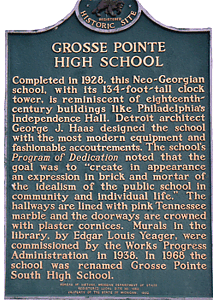 REGISTERED
HISTORIC SITE
GROSSE POINTE
HIGH SCHOOL
Completed in 1928, this Neo-Georgian
school, with its 134-foot-tall clock
tower, is reminiscent of eighteenth-
century buildings like Philadelphia's
Independence Hall. Detroit architect
George J. Haas designed the school
with the most modern equipment and
fashionable accoutrements. The school's
Program of Dedication noted that the
goal was to "create in appearance
an expression in brick and mortar
of the idealism of the public school in
community and individual life." The
hallways are lined with pink Tennessee
marble and the doorways are crowned
with plaster cornices. Murals in the
library, by Edgar Louis Yeager, were
commissioned by the Works Progress
Administration in 1938. In 1968 the
school was renamed Grosse Pointe
South High School.